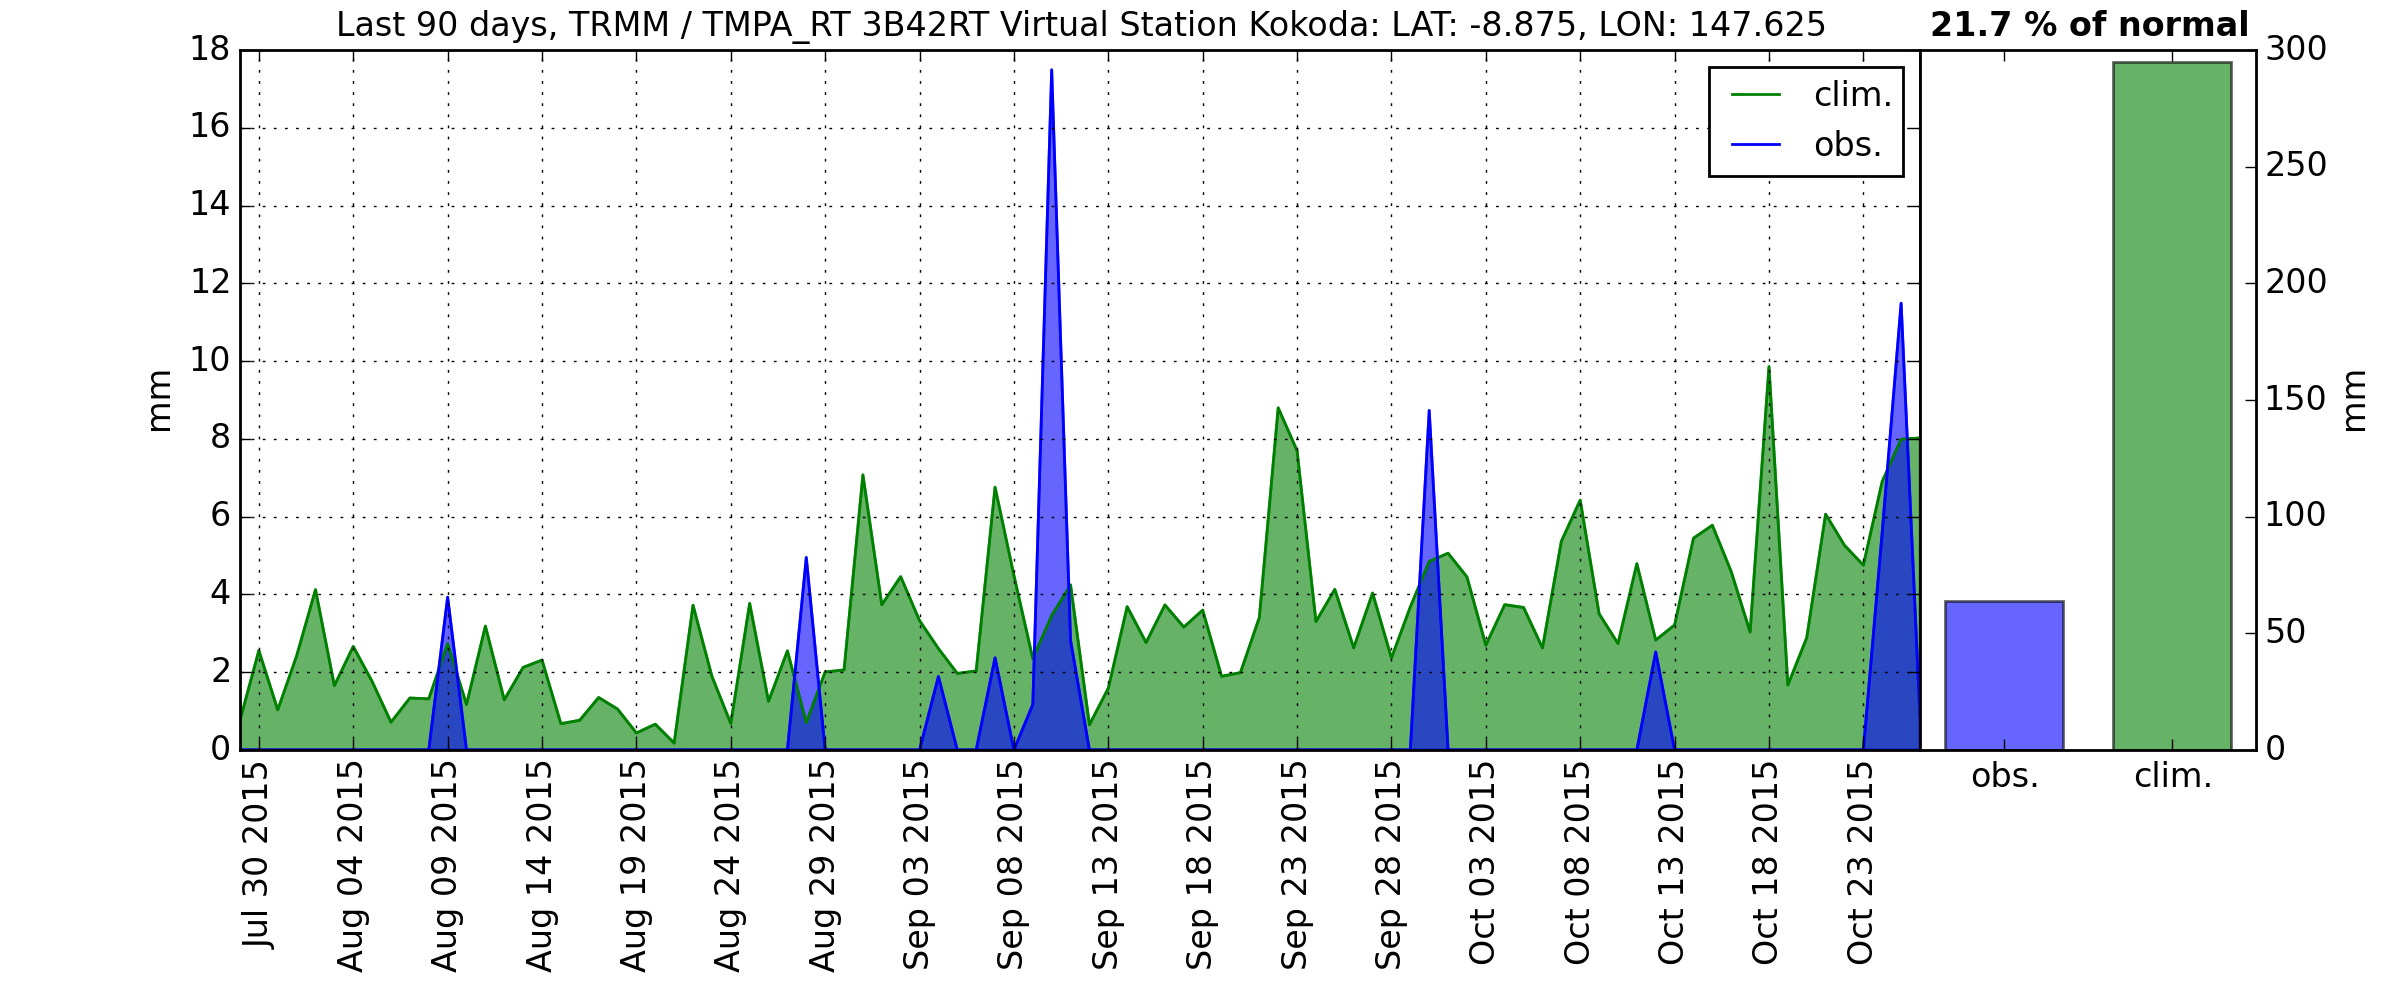 Last 90 days, TRMM / TMPA_RT 3B42RT Virtual Station Kokoda: LAT: -8.875, LON: 147.625
21.7 % of normal
18
16
14
12
10
8
6
4
2
0
mm
clim.
obs.
300
250
200
150
100
50
0
mm
Jul 30 2015
Aug 04 2015
Aug 09 2015
Aug 14 2015
Aug 19 2015
Aug 24 2015
Aug 29 2015
Sep 03 2015
Sep 08 2015
Sep 13 2015
Sep 18 2015
Sep 23 2015
Sep 28 2015
Oct 03 2015
Oct 08 2015
Oct 13 2015
Oct 18 2015
Oct 23 2015
obs.
clim.